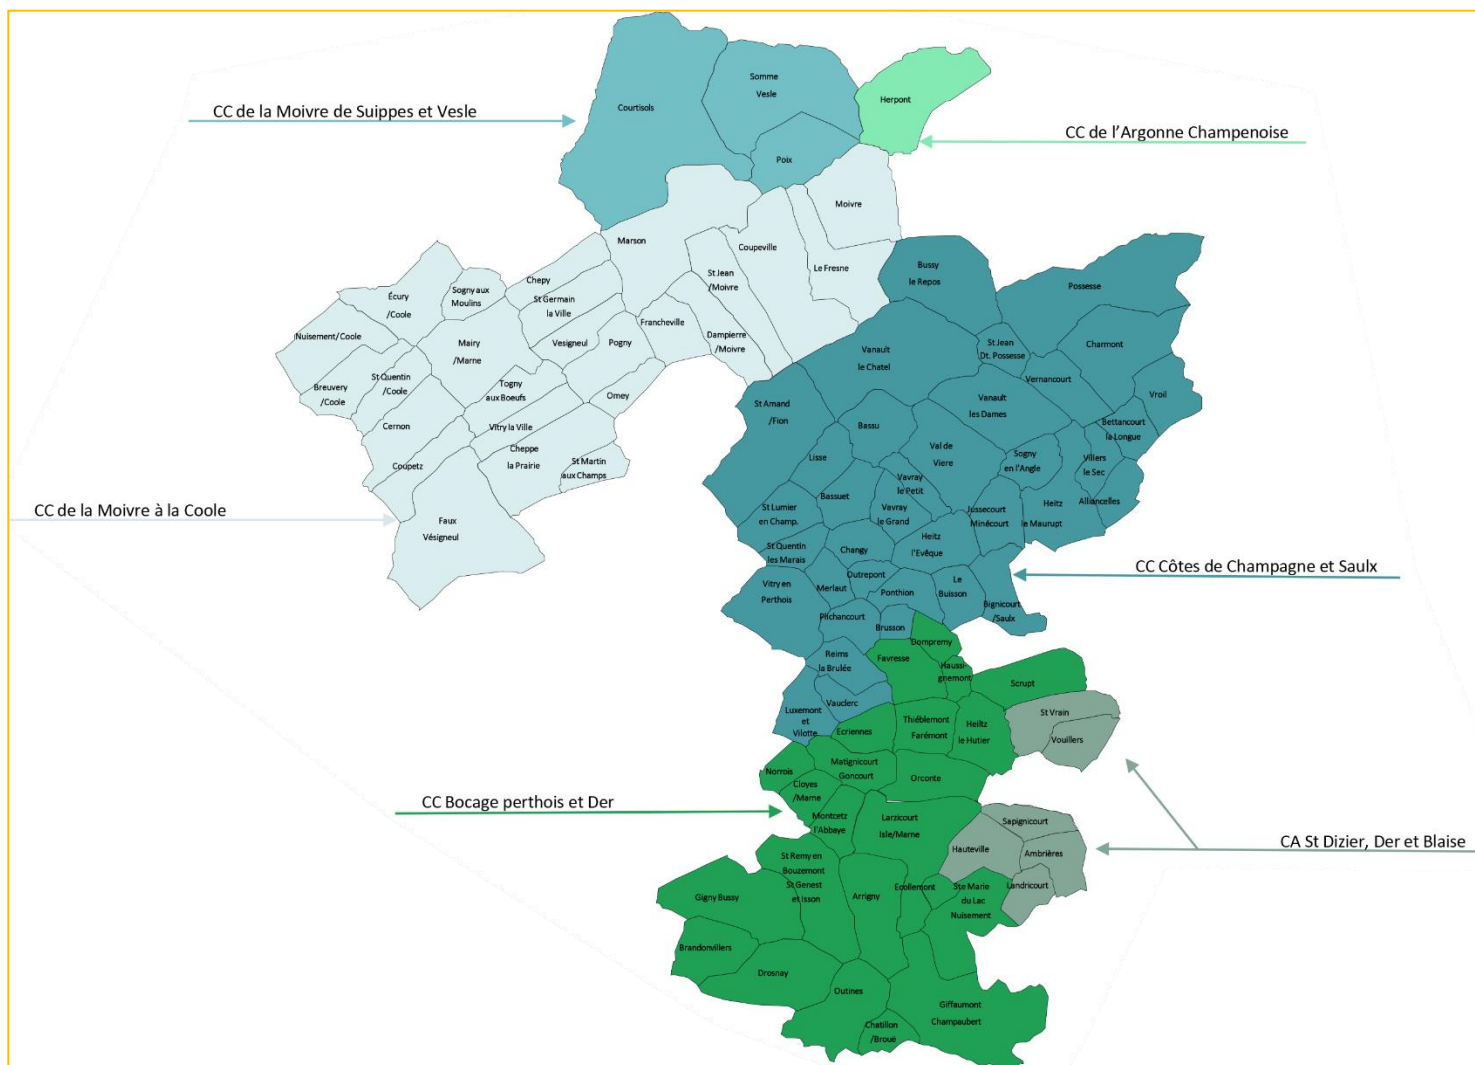 CC de la Moivre de Suippes et Vesle
CC de l'Argonne Champenoise
CC de la Moivre à la Coole
CC Côtes de Champagne et Saulx
CC Bocage perthois et Der
CA St Dizier, Der et Blaise
Courtisols
Somme
Vesle
Poix
Herpont
Moivre
Marson
Coupeville
Le Fresne
St Jean
/Moivre
Chepy
St Germain
la Ville
Sogny aux
Moulins
Écury
/Coole
Nuisement/Coole
Mairy
/Marne
Vesigneul
Pogny
Francheville
Dampierre
/Moivre
Breuvery
/Coole
St Quentin
/Coole
Togny
aux Boeufs
Omey
Cernon
Vitry la Ville
Cheppe
la Prairie
St Martin
aux Champs
Coupetz
Faux
Vésigneul
Bussy
le Repos
Possesse
Vanault
le Chatel
St Jean
Dt. Possesse
Charmont
Vernancourt
Vroil
St Amand
/Fion
Bassu
Vanault
les Dames
Bettancourt
la Longue
Lisse
Val de
Viere
Sogny
en l'Angle
Villers
le Sec
Bassuet
Vavray
le Petit
Vavray
le Grand
Alliancelles
St Lumier
en Champ.
Jussecourt
Minécourt
Heitz
le Maurupt
St Quentin
les Marais
Changy
Heitz
l'Evêque
Vitry en
Perthois
Merlaut
Outrepont
Ponthion
Le
Buisson
Bignicourt
/Saulx
Plichancourt
Brusson
Reims
la Brulée
Luxemont
et
Vilotte
Vauclerc
Dompremy
Favresse
Haussi-
gnemont
Scrupt
St Vrain
Vouillers
Ecriennes
Thiéblemont
Farémont
Heiltz
le Hutier
Norrois
Matignicourt
Goncourt
Orconte
Cloyes
/Marne
Montcetz
l'Abbaye
Larzicourt
Isle/Marne
Sapignicourt
Hauteville
Ambrières
Landricourt
St Remy en
Bouzemont
St Genest
et Isson
Gigny Bussy
Arrigny
Ecollemont
Ste Marie
du Lac
Nuisement
Brandonvillers
Drosnay
Outines
Giffaumont
Champaubert
Chatillon
/Broué